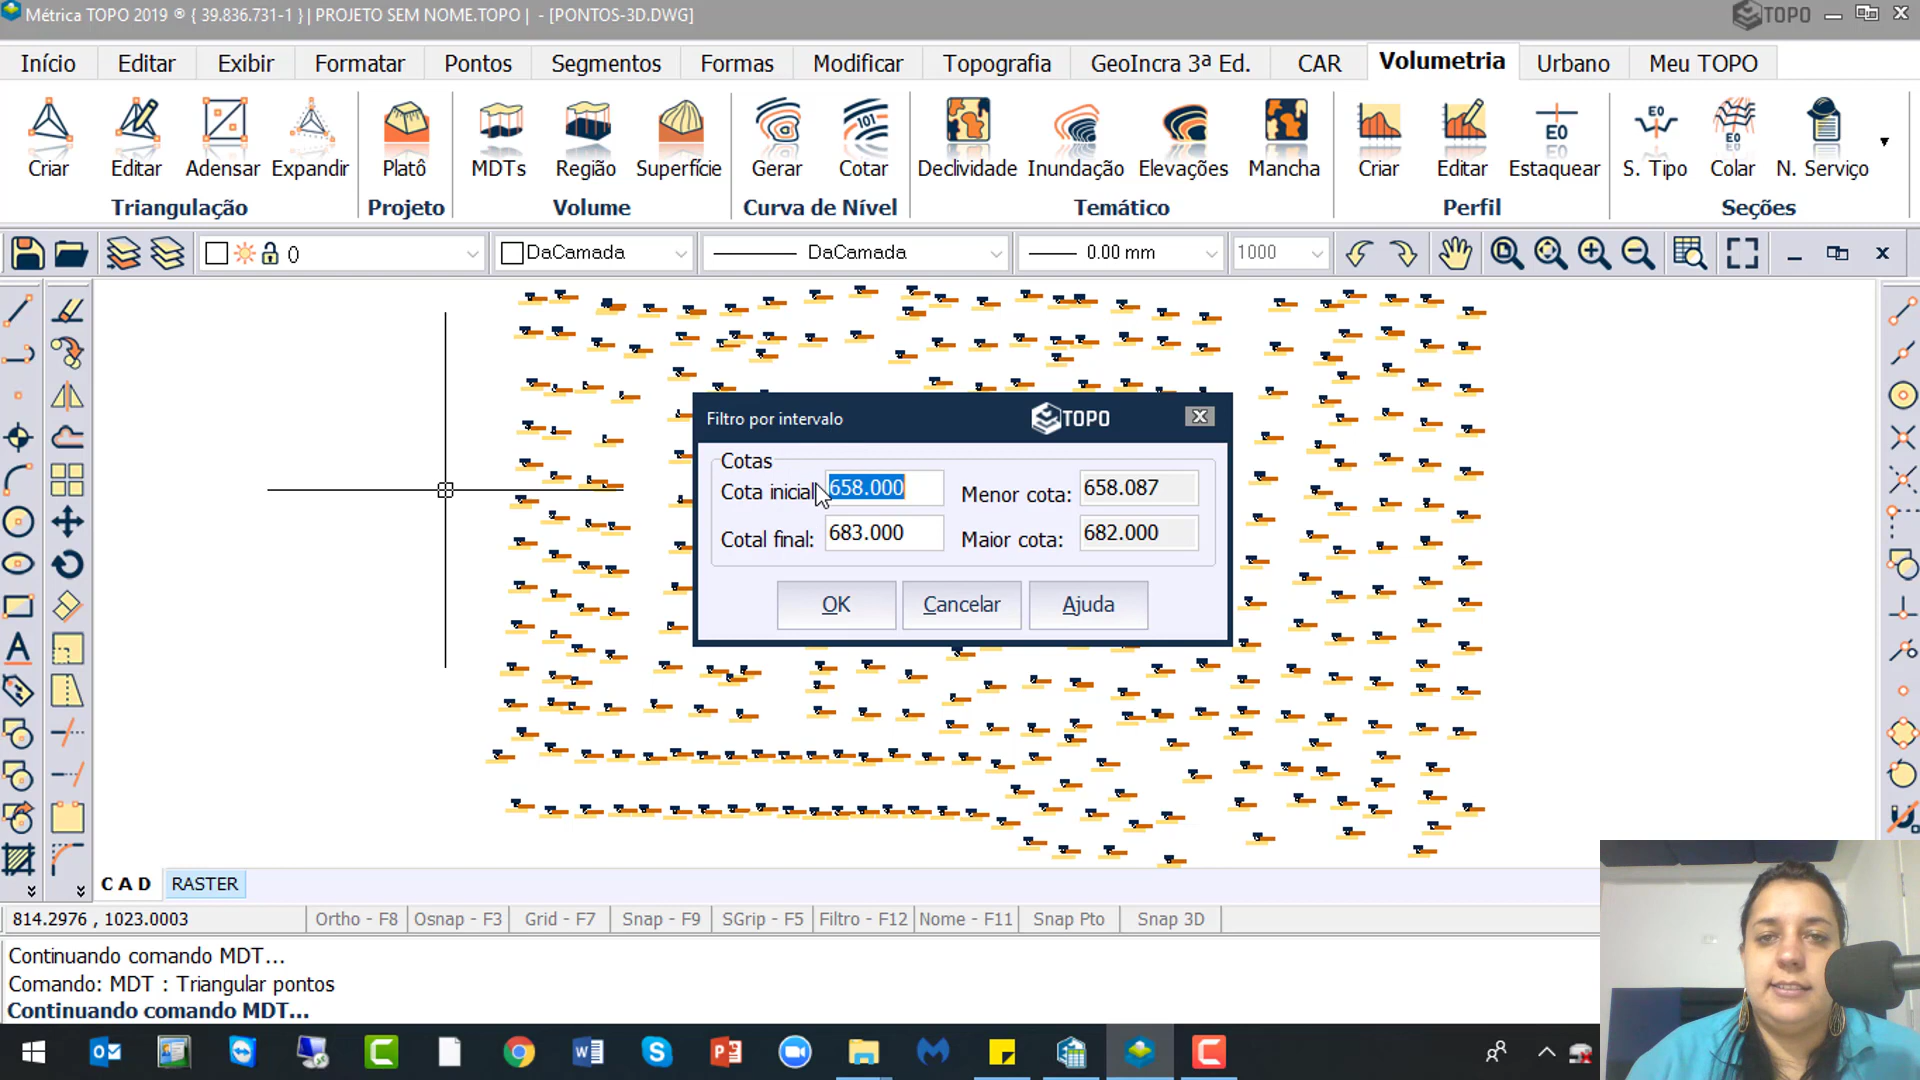 Métrica TOPO 2019 ® { 39.836.731-1 } | PROJETO SEM NOME.TOPO | - [PONTOS-3D.DWG]
TOPO
Início Editar Exibir Formatar Pontos Segmentos Formas Modificar Topografia GeoIncra 3ª Ed. CAR Volumetria Urbano Meu TOPO
101 E0 E0 E0
Criar Editar Adensar Expandir Platô MDTs Região Superfície Gerar Cotar Declividade Inundação Elevações Mancha Criar Editar Estaquear S. Tipo Colar N. Serviço
Triangulação Projeto Volume Curva de Nível Temático Perfil Seções
0 DaCamada DaCamada 0.00 mm 1000
Filtro por intervalo TOPO
Cotas
Cota inicial: 658.000 Menor cota: 658.087
Cotal final: 683.000 Maior cota: 682.000
OK Cancelar Ajuda
CAD RASTER
814.2976 , 1023.0003 Ortho - F8 Osnap - F3 Grid - F7 Snap - F9 SGrip - F5 Filtro - F12 Nome - F11 Snap Pto Snap 3D
Continuando comando MDT...
Comando: MDT : Triangular pontos
Continuando comando MDT...